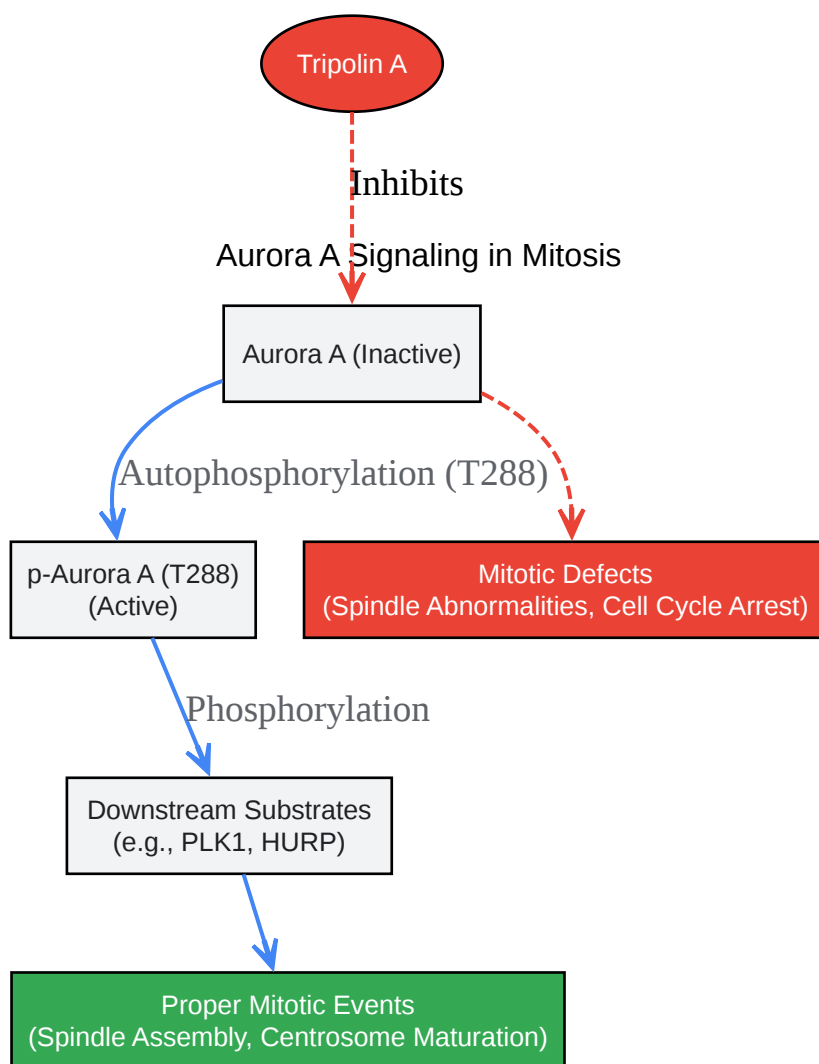 Tripolin A
Inhibits
Aurora A Signaling in Mitosis
Aurora A (Inactive)
Autophosphorylation (T288)
p-Aurora A (T288)
(Active)
Mitotic Defects
(Spindle Abnormalities, Cell Cycle Arrest)
Phosphorylation
Downstream Substrates
(e.g., PLK1, HURP)
Proper Mitotic Events
(Spindle Assembly, Centrosome Maturation)